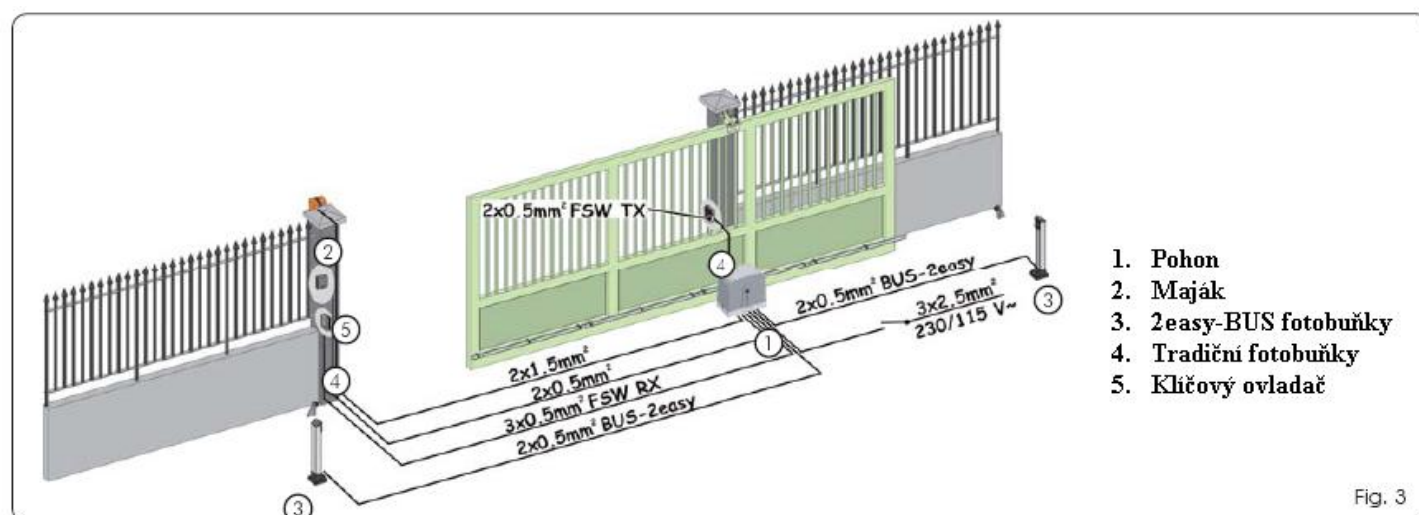 2x0.5mm² FSW TX
2
4
5
4
3
1
3
2x0.5mm² BUS-2easy
3x2.5mm²
230/115 V~
2x1.5mm²
2x0.5mm²
3x0.5mm² FSW RX
2x0.5mm² BUS-2easy
1. Pohon
2. Maják
3. 2easy-BUS fotobuňky
4. Tradiční fotobuňky
5. Klíčový ovladač
Fig. 3